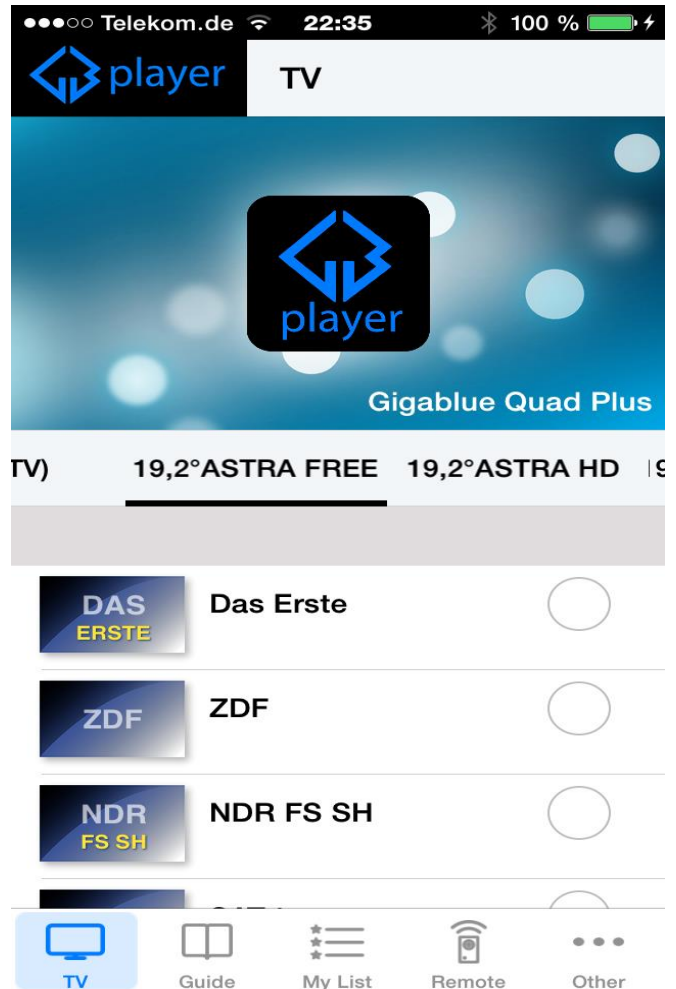 Telekom.de 22:35 100 %
player TV
player
Gigablue Quad Plus
TV) 19,2°ASTRA FREE 19,2°ASTRA HD
DAS
ERSTE
Das Erste
ZDF
ZDF
NDR
FS SH
NDR FS SH
TV Guide My List Remote Other